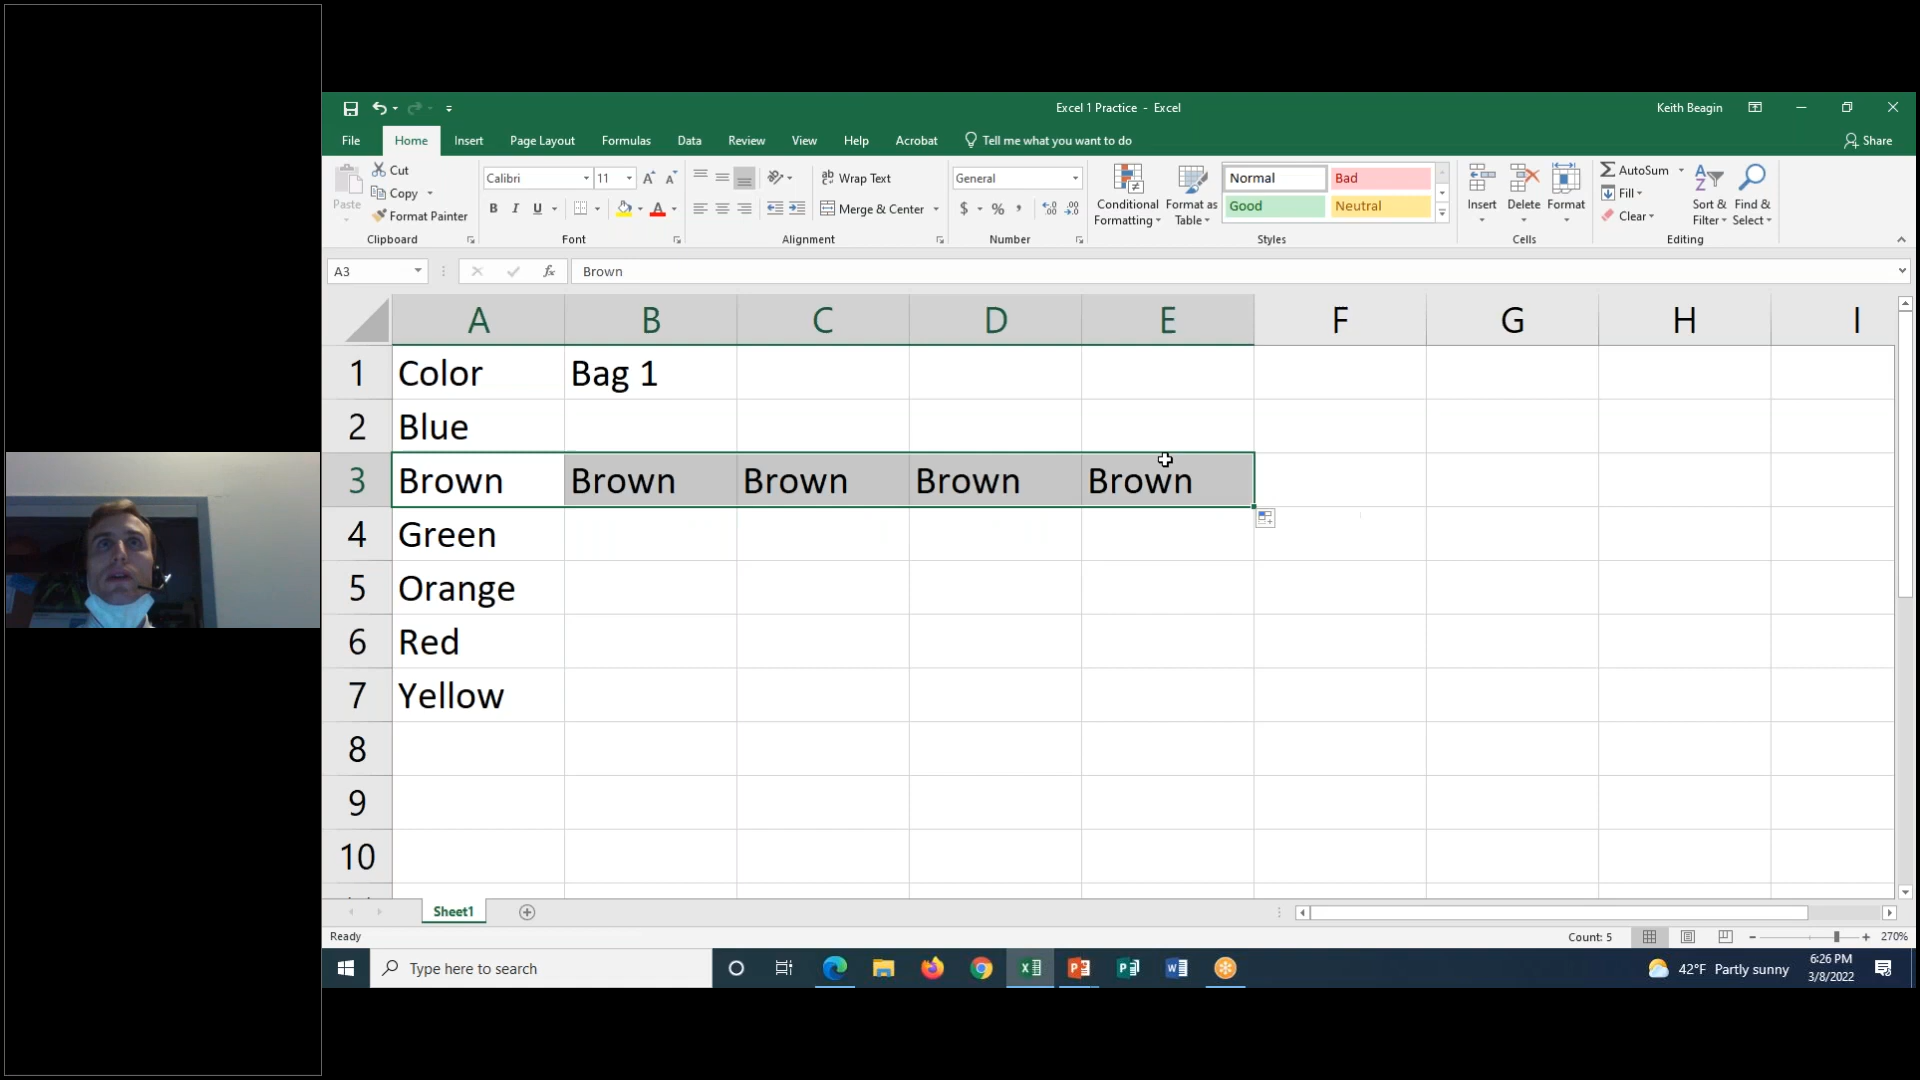 Excel 1 Practice - Excel
Keith Beagin
File Home Insert Page Layout Formulas Data Review View Help Acrobat Tell me what you want to do Share
Paste
Cut
Copy
Format Painter
Clipboard
Calibri 11
B I U
Font
Wrap Text
Merge & Center
Alignment
General
$ % ,
Number
Conditional Formatting
Format as Table
Normal Bad
Good Neutral
Styles
Insert Delete Format
Cells
AutoSum
Fill
Clear
Sort & Filter
Find & Select
Editing
A3 fx Brown
A B C D E F G H I
1 Color Bag 1
2 Blue
3 Brown Brown Brown Brown Brown
4 Green
5 Orange
6 Red
7 Yellow
8
9
10
Sheet1
Ready Count: 5 270%
Type here to search
42°F Partly sunny
6:26 PM
3/8/2022